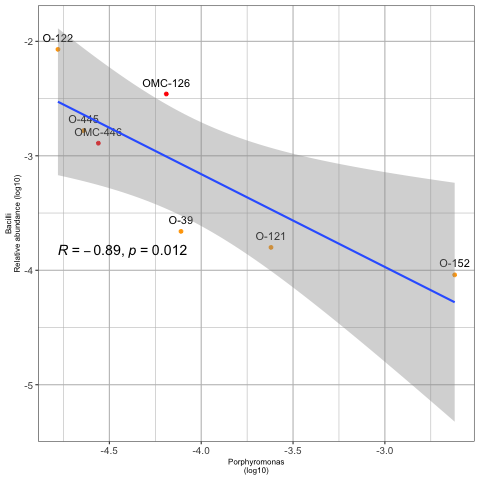 O-122
OMC-126
O-445
OMC-446
O-39
O-121
O-152
R = −0.89, p = 0.012
-2
-3
-4
-5
-4.5
-4.0
-3.5
-3.0
Bacilli
Relative abundance (log10)
Porphyromonas
(log10)